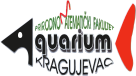 PRIRODNO MATEMATIČKI FAKULTET
Aquarium
KRAGUJEVAC